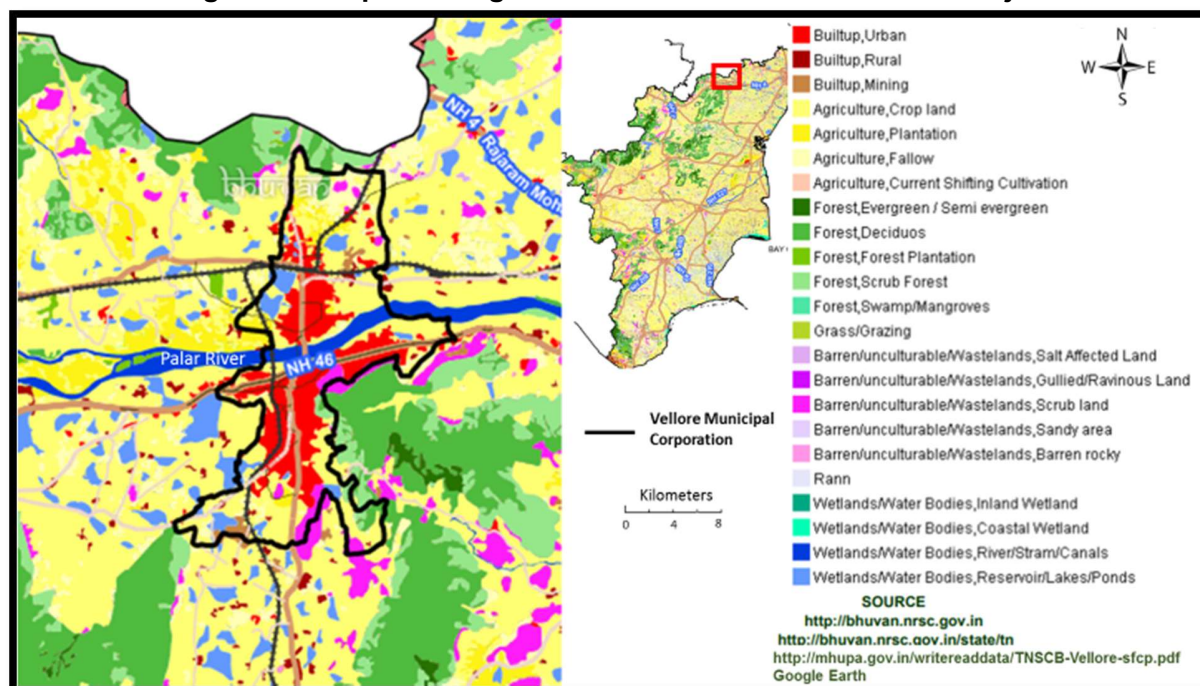 NH 4 - Rajaram Moh
bhuvan
Palar River
NH 46
BAY
N
W E
S
Vellore Municipal
Corporation
Kilometers
0 4 8
Builtup,Urban
Builtup,Rural
Builtup,Mining
Agriculture,Crop land
Agriculture,Plantation
Agriculture,Fallow
Agriculture,Current Shifting Cultivation
Forest,Evergreen / Semi evergreen
Forest,Deciduos
Forest,Forest Plantation
Forest,Scrub Forest
Forest,Swamp/Mangroves
Grass/Grazing
Barren/unculturable/Wastelands,Salt Affected Land
Barren/unculturable/Wastelands,Gullied/Ravinous Land
Barren/unculturable/Wastelands,Scrub land
Barren/unculturable/Wastelands,Sandy area
Barren/unculturable/Wastelands,Barren rocky
Rann
Wetlands/Water Bodies,Inland Wetland
Wetlands/Water Bodies,Coastal Wetland
Wetlands/Water Bodies,River/Stram/Canals
Wetlands/Water Bodies,Reservoir/Lakes/Ponds
SOURCE
http://bhuvan.nrsc.gov.in
http://bhuvan.nrsc.gov.in/state/tn
http://mhupa.gov.in/writereaddata/TNSCB-Vellore-sfcp.pdf
Google Earth